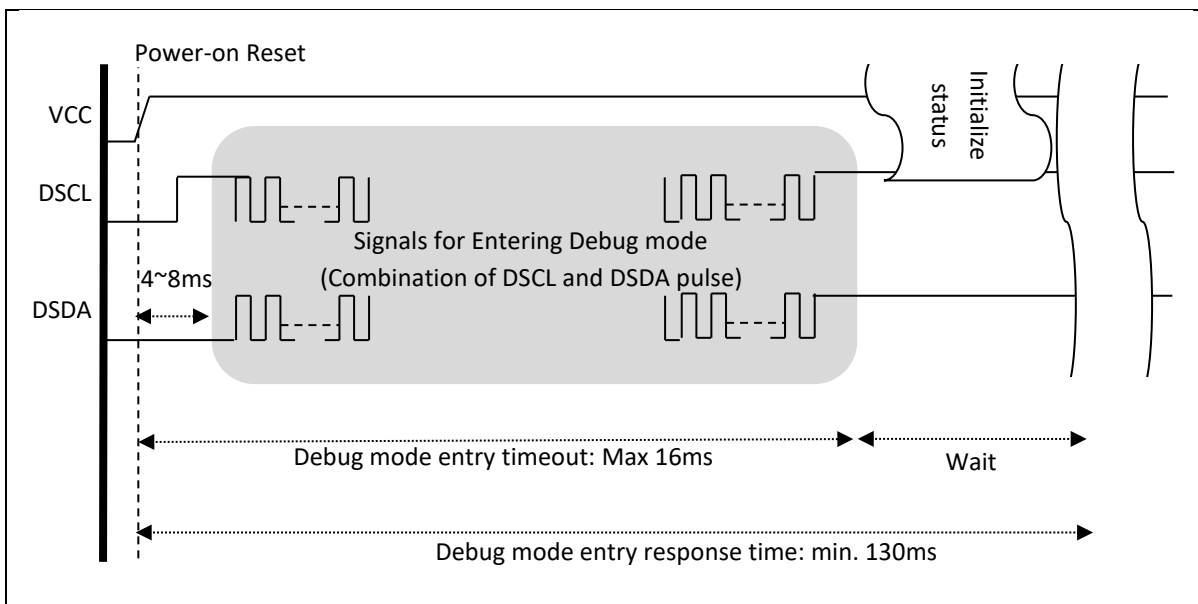 Power-on Reset
VCC
Initialize
status
DSCL
Signals for Entering Debug mode
(Combination of DSCL and DSDA pulse)
4~8ms
DSDA
Debug mode entry timeout: Max 16ms
Wait
Debug mode entry response time: min. 130ms